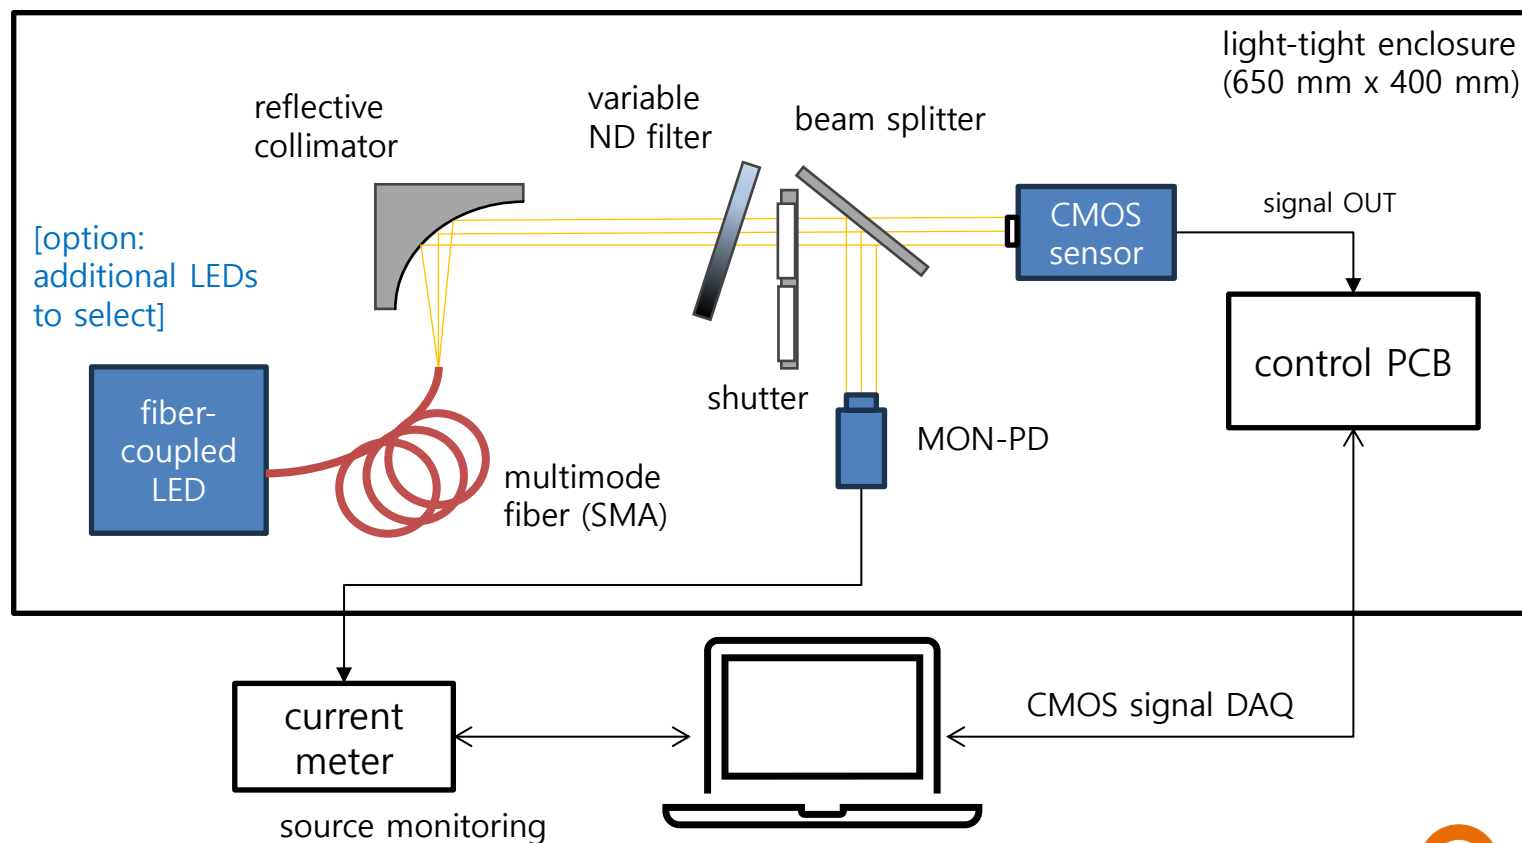 light-tight enclosure
(650 mm x 400 mm)
reflective
collimator
variable
ND filter
beam splitter
[option:
additional LEDs
to select]
CMOS
sensor
signal OUT
control PCB
shutter
MON-PD
fiber-
coupled
LED
multimode
fiber (SMA)
current
meter
CMOS signal DAQ
source monitoring